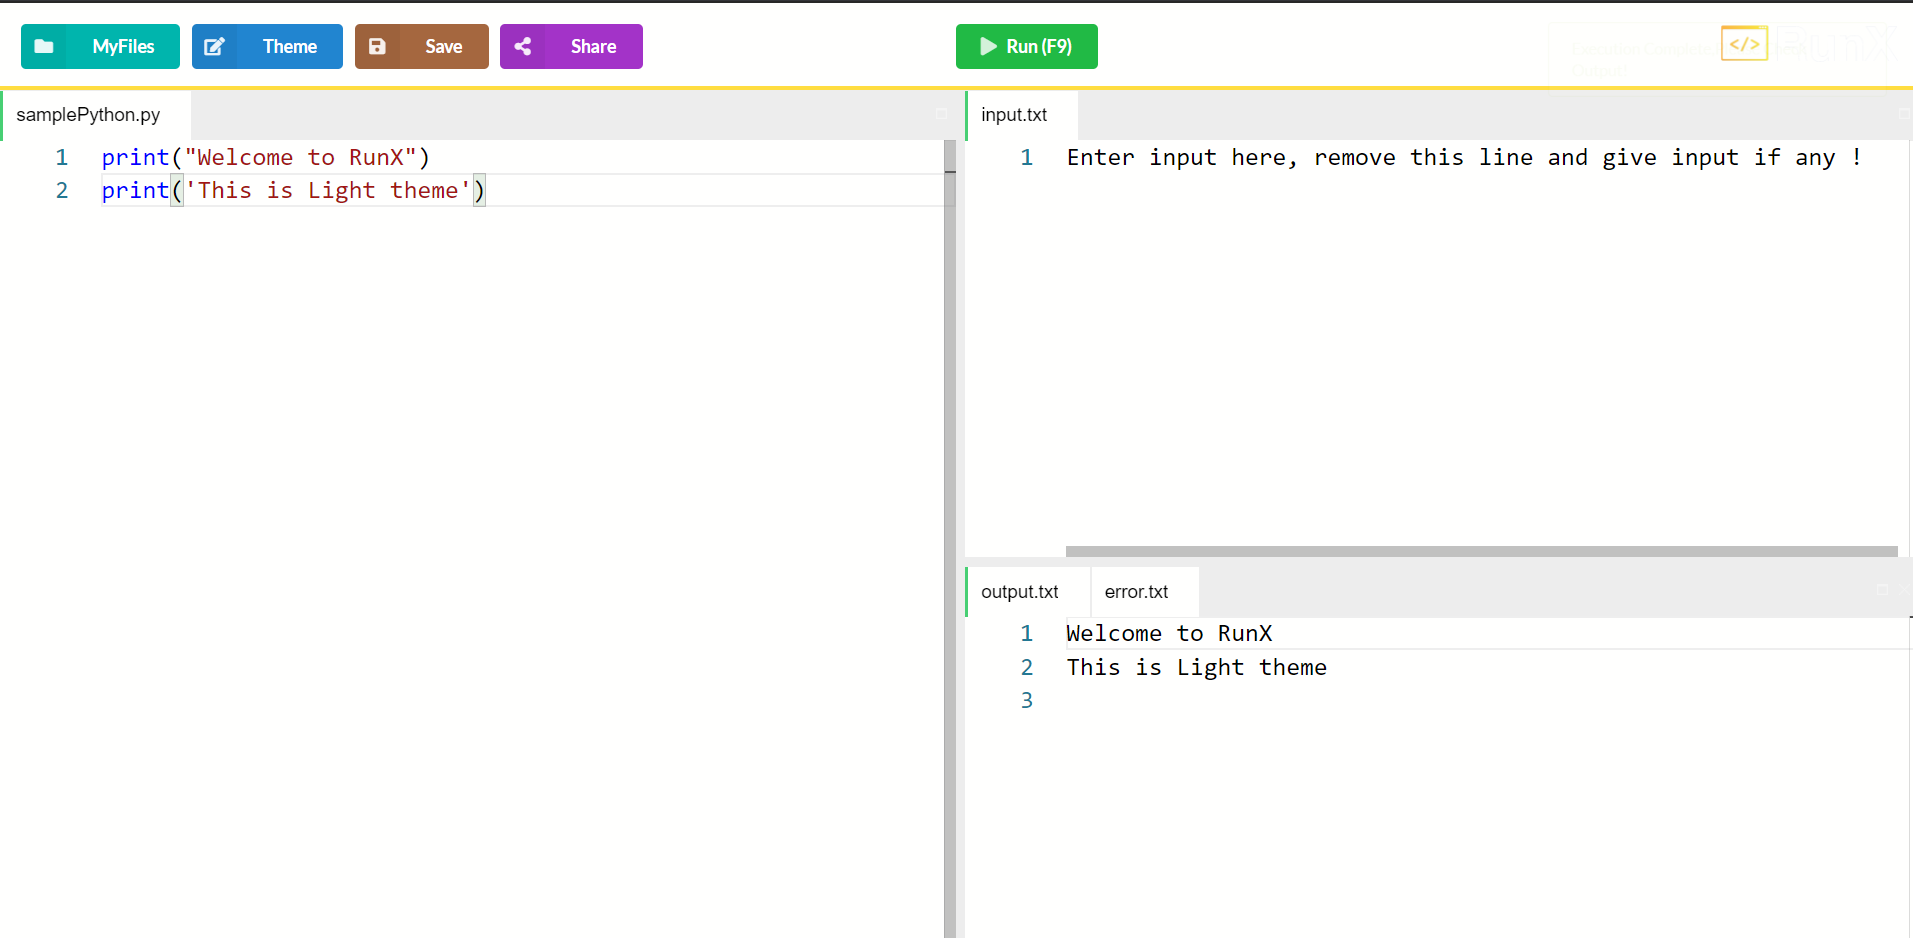 MyFiles Theme Save Share Run (F9) </>
samplePython.py
1 print("Welcome to RunX")
2 print('This is Light theme')
input.txt
1 Enter input here, remove this line and give input if any !
output.txt error.txt
1 Welcome to RunX
2 This is Light theme
3